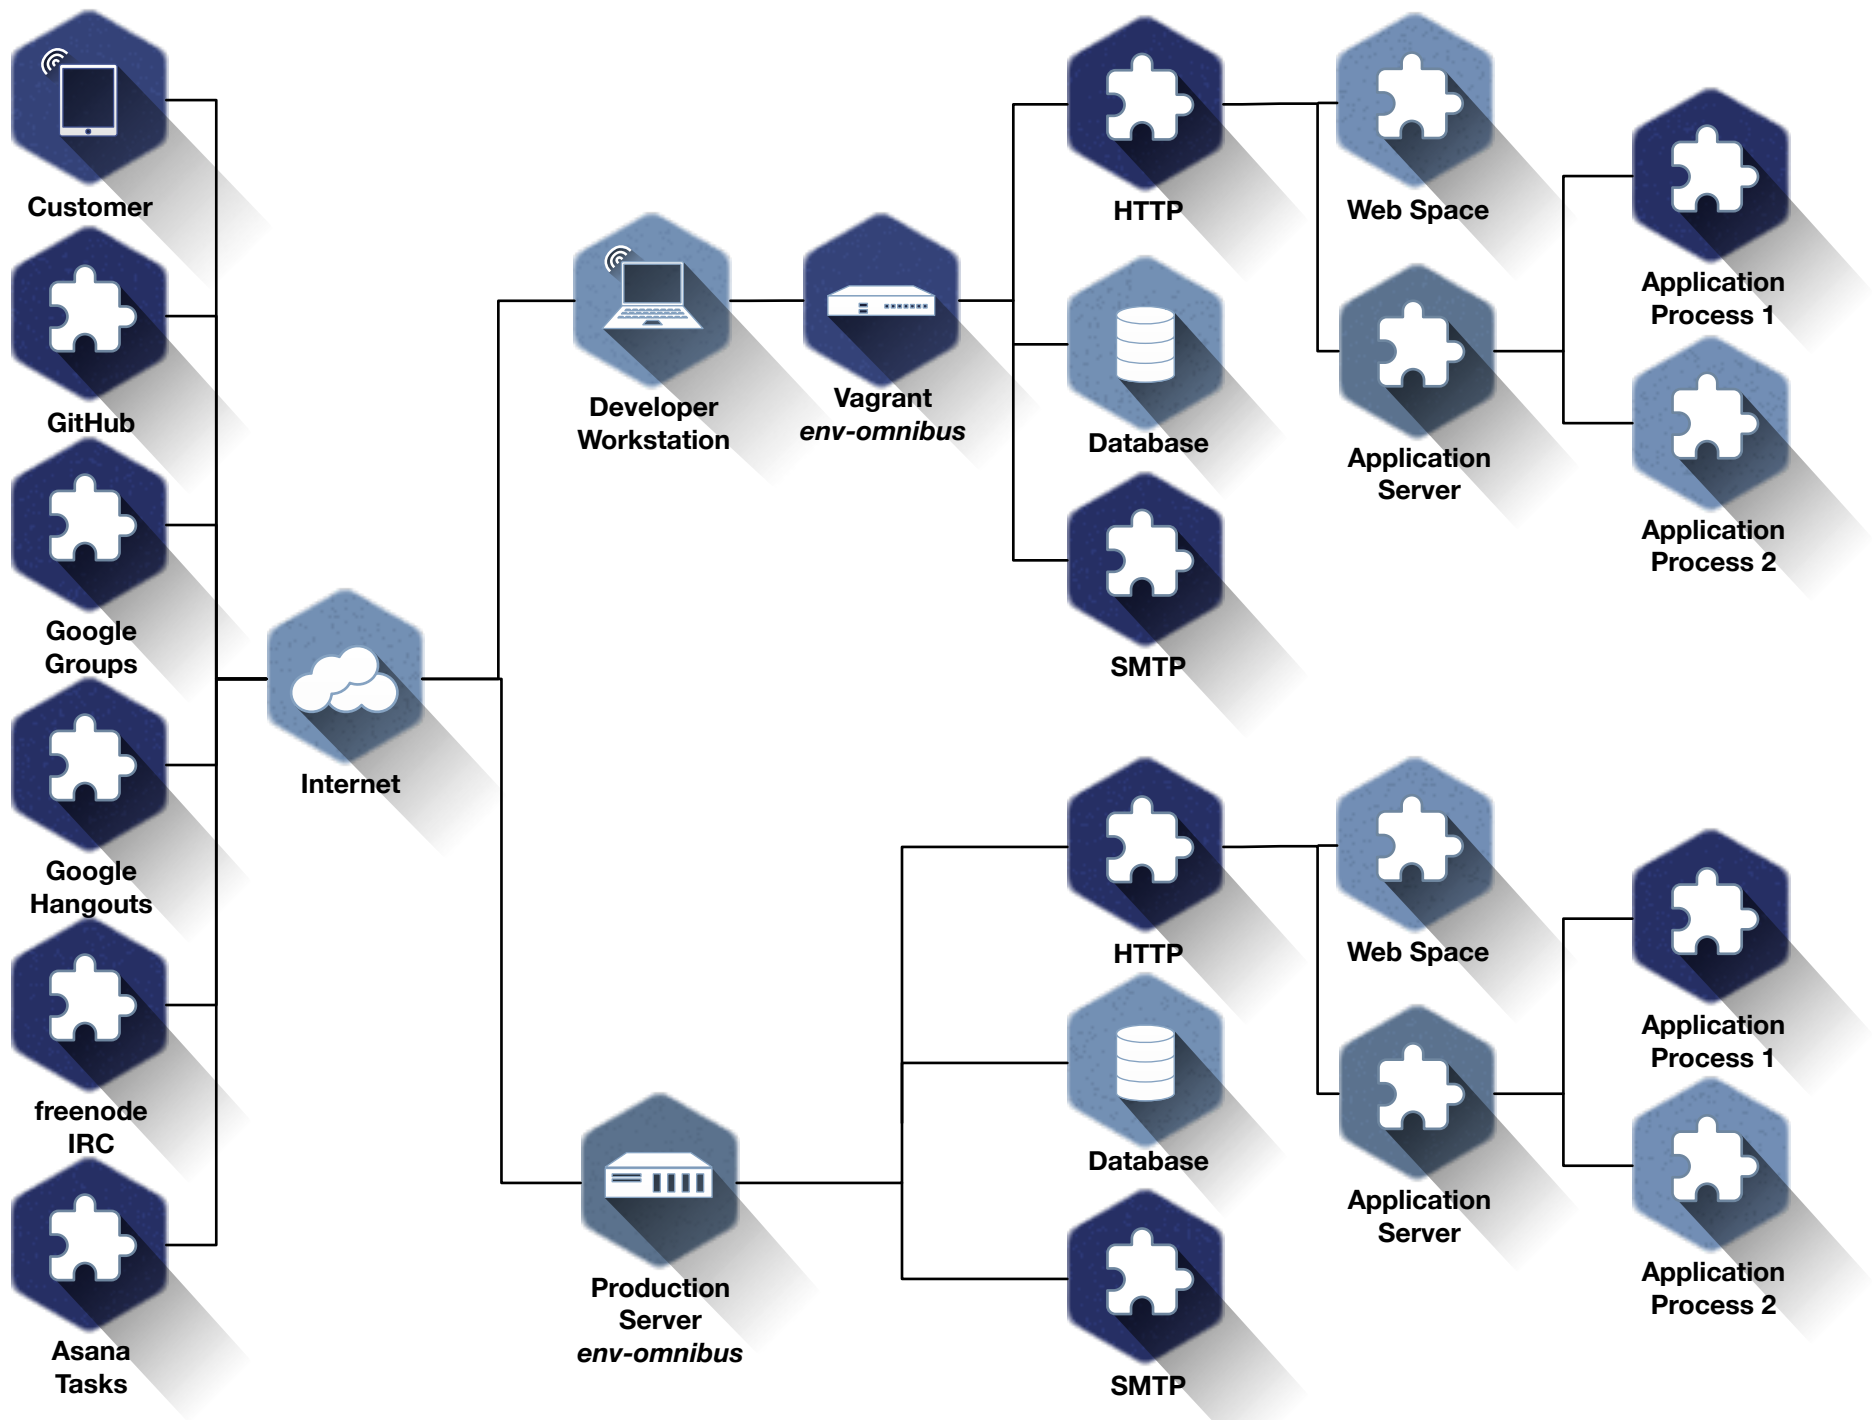 Customer
GitHub
Google
Groups
Google
Hangouts
freenode
IRC
Asana
Tasks
Internet
Developer
Workstation
Vagrant
env-omnibus
HTTP
Database
SMTP
Web Space
Application
Server
Application
Process 1
Application
Process 2
Production
Server
env-omnibus
HTTP
Database
SMTP
Web Space
Application
Server
Application
Process 1
Application
Process 2